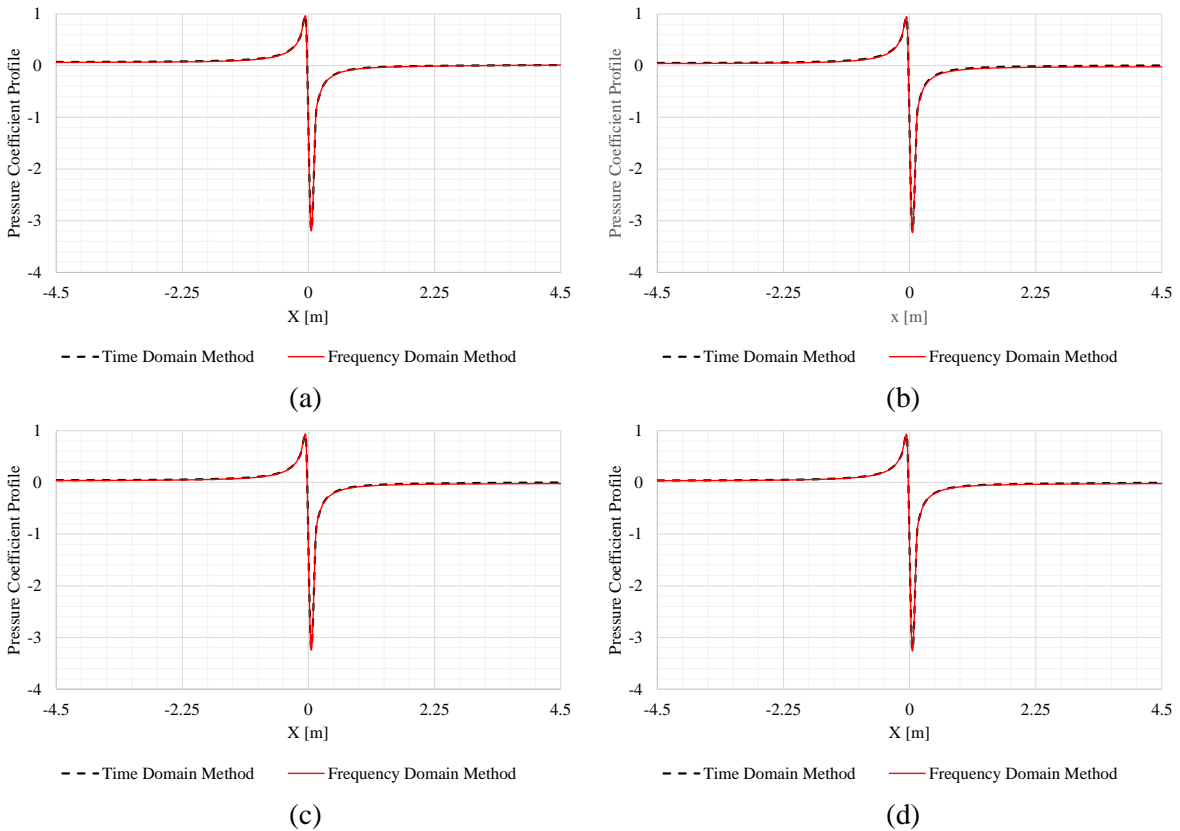 Pressure Coefficient Profile
1
0
-1
-2
-3
-4
-4.5 -2.25 0 2.25 4.5
X [m]
Time Domain Method Frequency Domain Method
(a)
Pressure Coefficient Profile
1
0
-1
-2
-3
-4
-4.5 -2.25 0 2.25 4.5
x [m]
Time Domain Method Frequency Domain Method
(b)
Pressure Coefficient Profile
1
0
-1
-2
-3
-4
-4.5 -2.25 0 2.25 4.5
X [m]
Time Domain Method Frequency Domain Method
(c)
Pressure Coefficient Profile
1
0
-1
-2
-3
-4
-4.5 -2.25 0 2.25 4.5
X [m]
Time Domain Method Frequency Domain Method
(d)